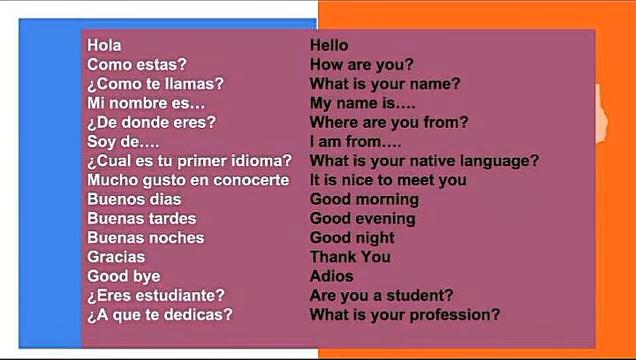 Hola Hello
Como estas? How are you?
¿Como te llamas? What is your name?
Mi nombre es... My name is....
¿De donde eres? Where are you from?
Soy de.... I am from....
¿Cual es tu primer idioma? What is your native language?
Mucho gusto en conocerte It is nice to meet you
Buenos dias Good morning
Buenas tardes Good evening
Buenas noches Good night
Gracias Thank You
Good bye Adios
¿Eres estudiante? Are you a student?
¿A que te dedicas? What is your profession?